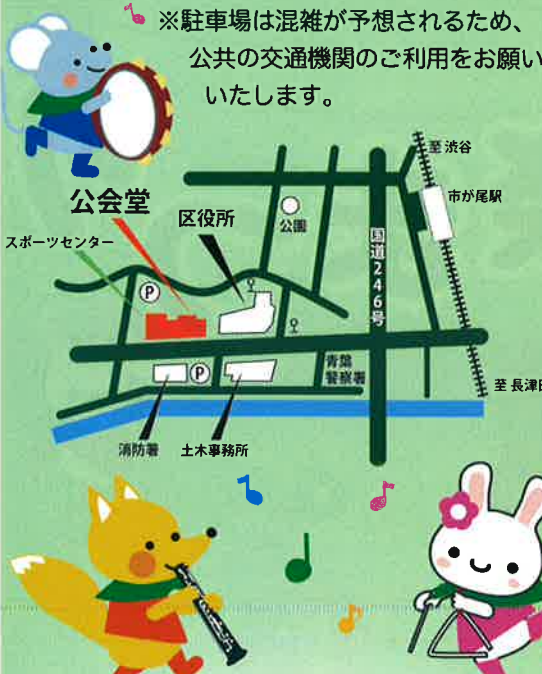 ※駐車場は混雑が予想されるため、
公共の交通機関のご利用をお願い
いたします。
至 渋谷
市が尾駅
公会堂
区役所
公園
スポーツセンター
国道246号
P
青葉
警察署
P
至 長津田
消防署
土木事務所